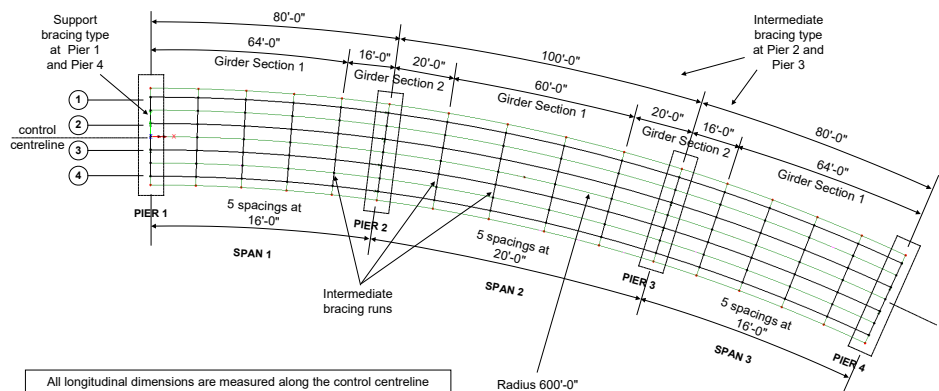 Support
bracing type
at Pier 1
and Pier 4
80'-0"
64'-0"
16'-0"
20'-0"
100'-0"
Girder Section 1
Girder Section 2
60'-0"
Girder Section 1
20'-0"
Girder Section 2
16'-0"
80'-0"
64'-0"
Girder Section 1
Intermediate
bracing type
at Pier 2 and
Pier 3
1
2
3
4
control
centreline
x
PIER 1
PIER 2
PIER 3
PIER 4
5 spacings at
16'-0"
SPAN 1
5 spacings at
20'-0"
SPAN 2
5 spacings at
16'-0"
SPAN 3
Intermediate
bracing runs
Radius 600'-0"
All longitudinal dimensions are measured along the control centreline